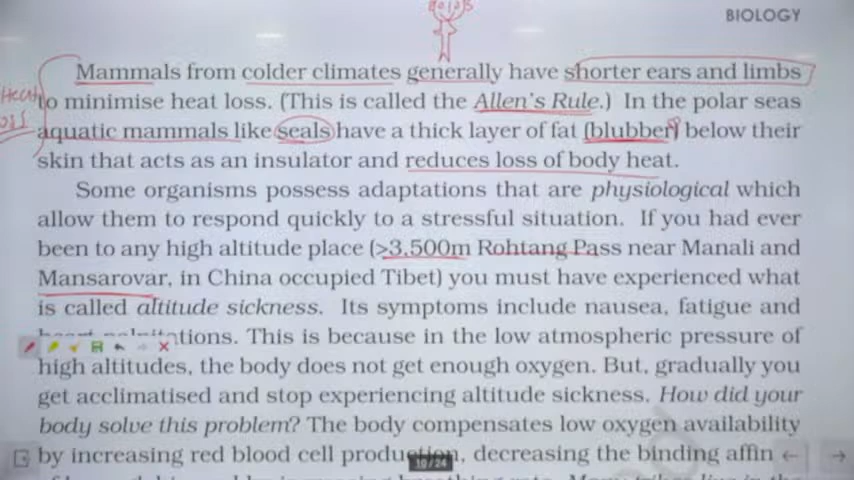 BIOLOGY
Mammals from colder climates generally have shorter ears and limbs
Heat
to minimise heat loss. (This is called the Allen's Rule.) In the polar seas
aquatic mammals like seals have a thick layer of fat (blubber) below their
skin that acts as an insulator and reduces loss of body heat.
Some organisms possess adaptations that are physiological which
allow them to respond quickly to a stressful situation. If you had ever
been to any high altitude place (>3,500m Rohtang Pass near Manali and
Mansarovar, in China occupied Tibet) you must have experienced what
is called altitude sickness. Its symptoms include nausea, fatigue and
tations. This is because in the low atmospheric pressure of
high altitudes, the body does not get enough oxygen. But, gradually you
get acclimatised and stop experiencing altitude sickness. How did your
body solve this problem? The body compensates low oxygen availability
by increasing red blood cell production, decreasing the binding affin
19/24